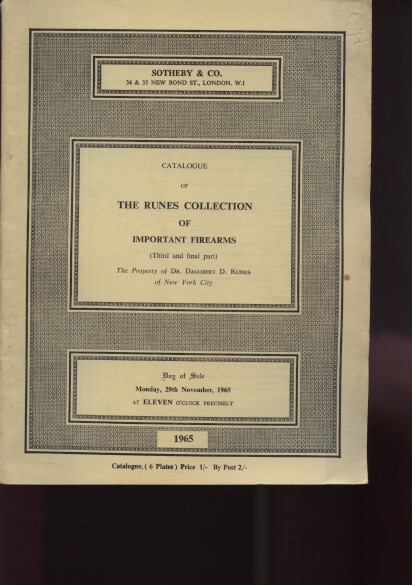 SOTHEBY & CO.
34 & 35 NEW BOND ST., LONDON. W.1
CATALOGUE
OF
THE RUNES COLLECTION
OF
IMPORTANT FIREARMS
(Third and final part)
The Property of DR. DAGOBERT D. RUNES
of New York City
Day of Sale
Monday, 29th November, 1965
AT ELEVEN O'CLOCK PRECISELY
1965
Catalogue, ( 6 Plates) Price 1/- By Post 2/-